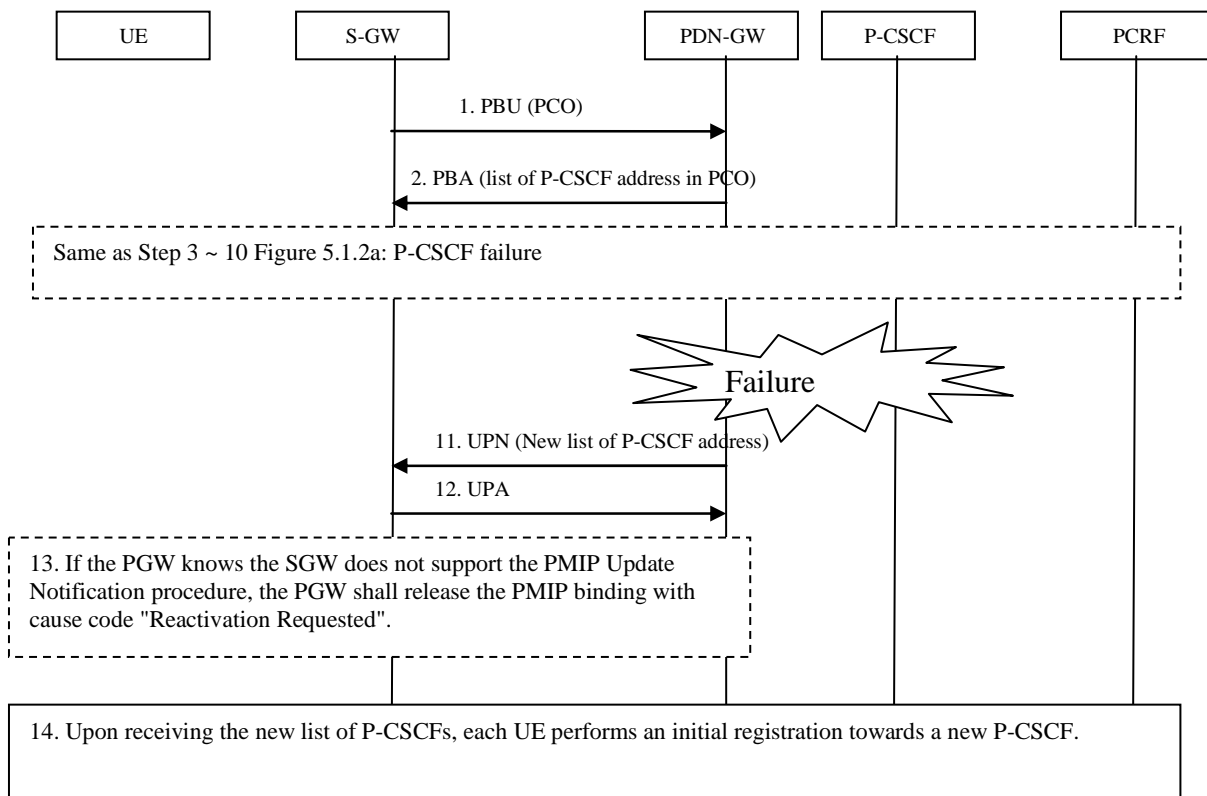 UE
S-GW
PDN-GW
P-CSCF
PCRF
1. PBU (PCO)
2. PBA (list of P-CSCF address in PCO)
Same as Step 3 ~ 10 Figure 5.1.2a: P-CSCF failure
Failure
11. UPN (New list of P-CSCF address)
12. UPA
13. If the PGW knows the SGW does not support the PMIP Update
Notification procedure, the PGW shall release the PMIP binding with
cause code "Reactivation Requested".
14. Upon receiving the new list of P-CSCFs, each UE performs an initial registration towards a new P-CSCF.